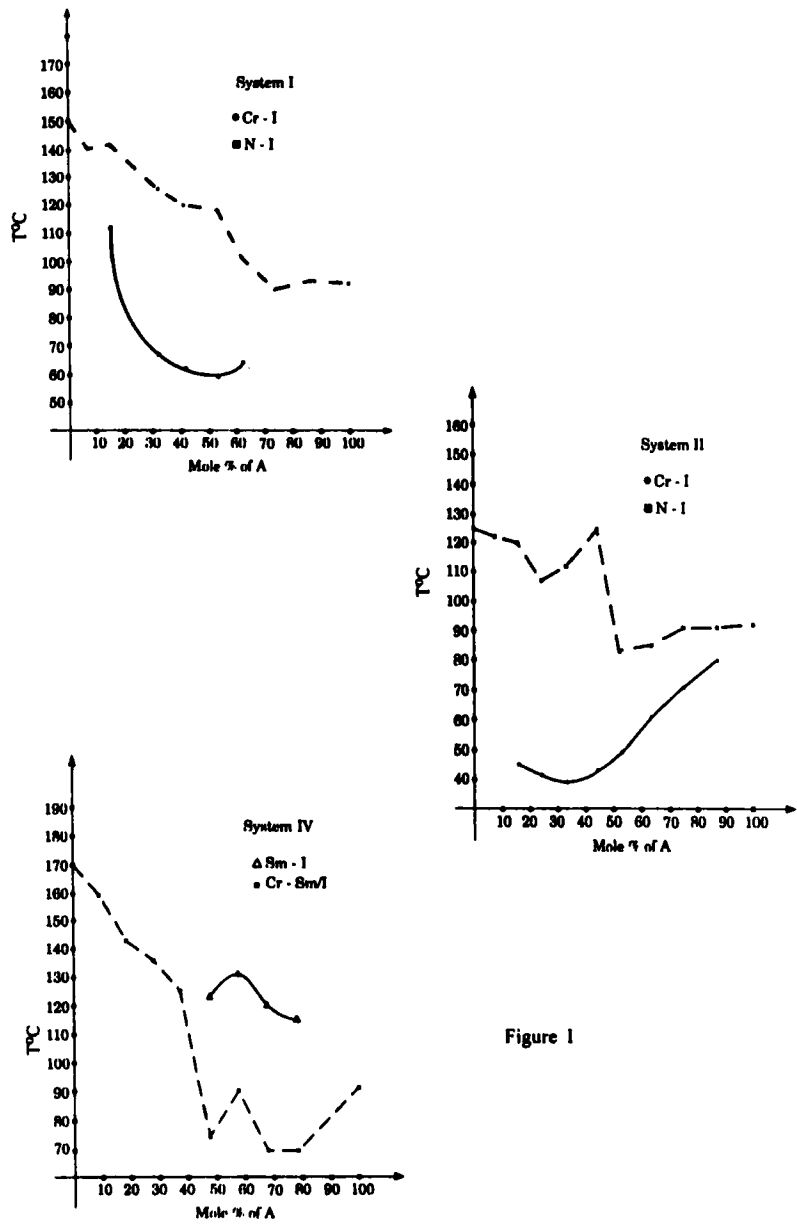 System I
• Cr - I
■ N - I
170
160
150
140
130
120
110
100
90
80
70
60
50
T°C
10 20 30 40 50 60 70 80 90 100
Mole % of A
System II
• Cr - I
■ N - I
160
150
140
130
120
110
100
90
80
70
60
50
40
T°C
10 20 30 40 50 60 70 80 90 100
Mole % of A
System IV
△ Sm - I
▪ Cr - Sm/I
190
180
170
160
150
140
130
120
110
100
90
80
70
T°C
10 20 30 40 50 60 70 80 90 100
Mole % of A
Figure 1